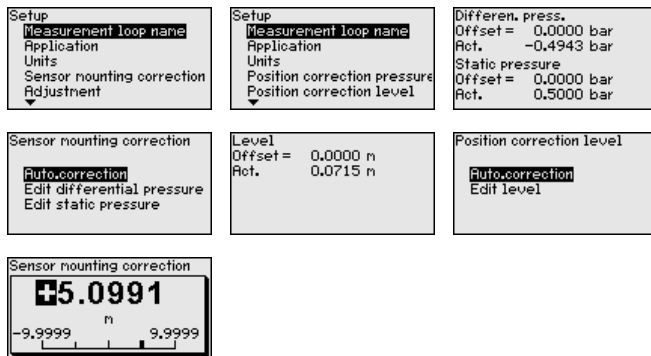 Setup
Measurement loop name
Application
Units
Sensor mounting correction
Adjustment
Setup
Measurement loop name
Application
Units
Position correction pressure
Position correction level
Differen. press.
Offset = 0.0000 bar
Act. -0.4943 bar
Static pressure
Offset = 0.0000 bar
Act. 0.5000 bar
Sensor mounting correction
Auto.correction
Edit differential pressure
Edit static pressure
Level
Offset = 0.0000 m
Act. 0.0715 m
Position correction level
Auto.correction
Edit level
Sensor mounting correction
+5.0991
m
-9.9999 9.9999